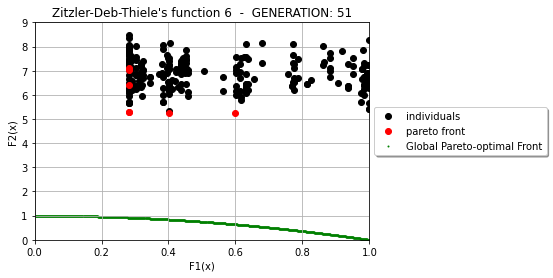 Zitzler-Deb-Thiele's function 6 - GENERATION: 51
F2(x)
9
8
7
6
5
4
3
2
1
0
0.0 0.2 0.4 0.6 0.8 1.0
F1(x)
individuals
pareto front
Global Pareto-optimal Front